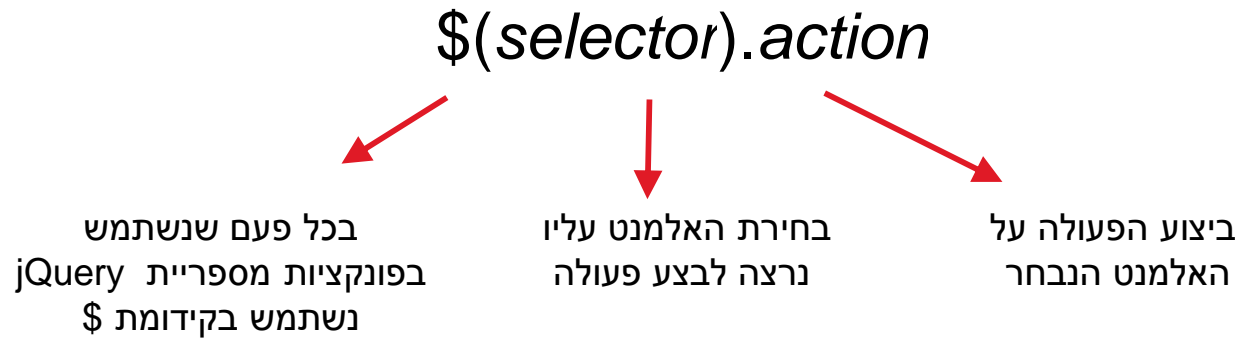 $(selector).action
בכל פעם שנשתמש
בפונקציות מספריית jQuery
נשתמש בקידומת $
בחירת האלמנט עליו
נרצה לבצע פעולה
ביצוע הפעולה על
האלמנט הנבחר